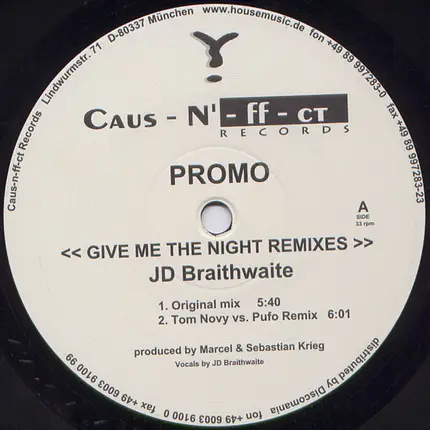 Caus-n-ff-ct Records Lindwurmstr. 71 D-80337 München www.housemusic.de fon +49 89 997283-0 fax +49 89 997283-23
CAUS - N' - ff - CT
RECORDS
PROMO
A
SIDE
33 rpm
<< GIVE ME THE NIGHT REMIXES >>
JD Braithwaite
1. Original mix 5:40
2. Tom Novy vs. Pufo Remix 6:01
produced by Marcel & Sebastian Krieg
Vocals by JD Braithwaite
distributed by Discomania fon +49 6003 9100 0 fax +49 6003 9100 99